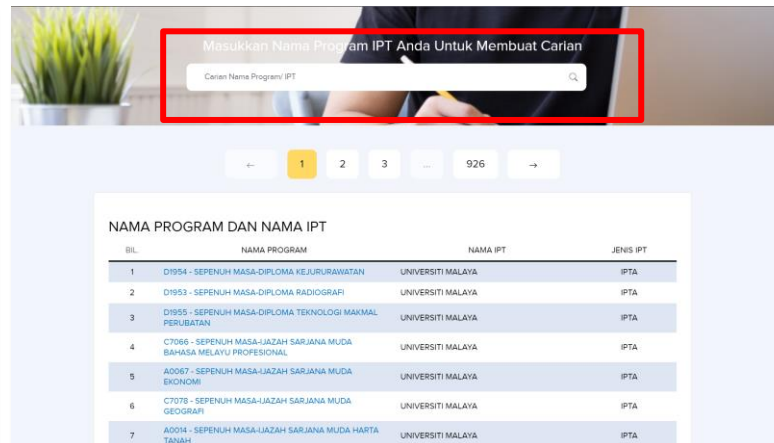 Masukkan Nama Program IPT Anda Untuk Membuat Carian
Carian Nama Program/ IPT
← 1 2 3 ... 926 →
NAMA PROGRAM DAN NAMA IPT
BIL. NAMA PROGRAM NAMA IPT JENIS IPT
1 D1954 - SEPENUH MASA-DIPLOMA KEJURURAWATAN UNIVERSITI MALAYA IPTA
2 D1953 - SEPENUH MASA-DIPLOMA RADIOGRAFI UNIVERSITI MALAYA IPTA
3 D1955 - SEPENUH MASA-DIPLOMA TEKNOLOGI MAKMAL UNIVERSITI MALAYA IPTA
PERUBATAN
4 C7066 - SEPENUH MASA-IJAZAH SARJANA MUDA UNIVERSITI MALAYA IPTA
BAHASA MELAYU PROFESIONAL
5 A0067 - SEPENUH MASA-IJAZAH SARJANA MUDA UNIVERSITI MALAYA IPTA
EKONOMI
6 C7078 - SEPENUH MASA-IJAZAH SARJANA MUDA UNIVERSITI MALAYA IPTA
GEOGRAFI
7 A0014 - SEPENUH MASA-IJAZAH SARJANA MUDA HARTA UNIVERSITI MALAYA IPTA
TANAH